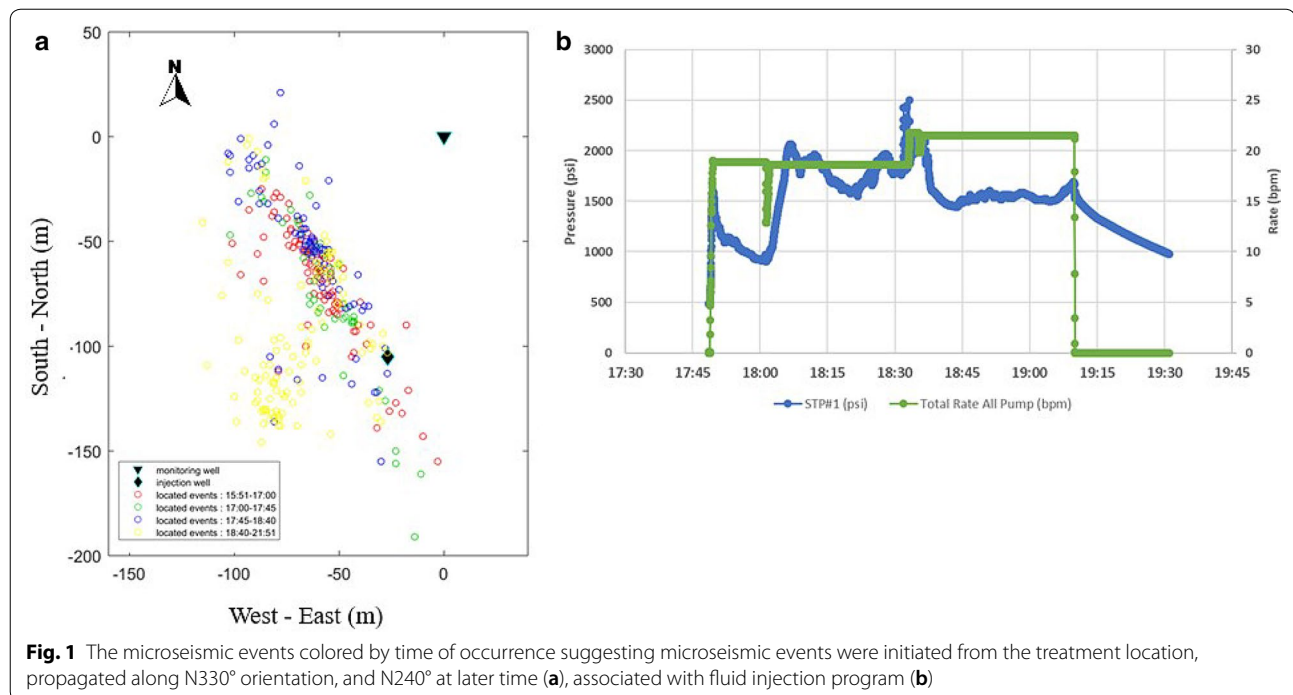 a
N
50
0
-50
-100
-150
-200
South - North (m)
-150
-100
-50
0
West - East (m)
monitoring well
injection well
located events : 15:51-17:00
located events : 17:00-17:45
located events : 17:45-18:40
located events : 18:40-21:51
b
3000
2500
2000
1500
1000
500
0
Pressure (psi)
30
25
20
15
10
5
0
Rate (bpm)
17:30 17:45 18:00 18:15 18:30 18:45 19:00 19:15 19:30 19:45
STP#1 (psi) Total Rate All Pump (bpm)
Fig. 1 The microseismic events colored by time of occurrence suggesting microseismic events were initiated from the treatment location,
propagated along N330° orientation, and N240° at later time (a), associated with fluid injection program (b)